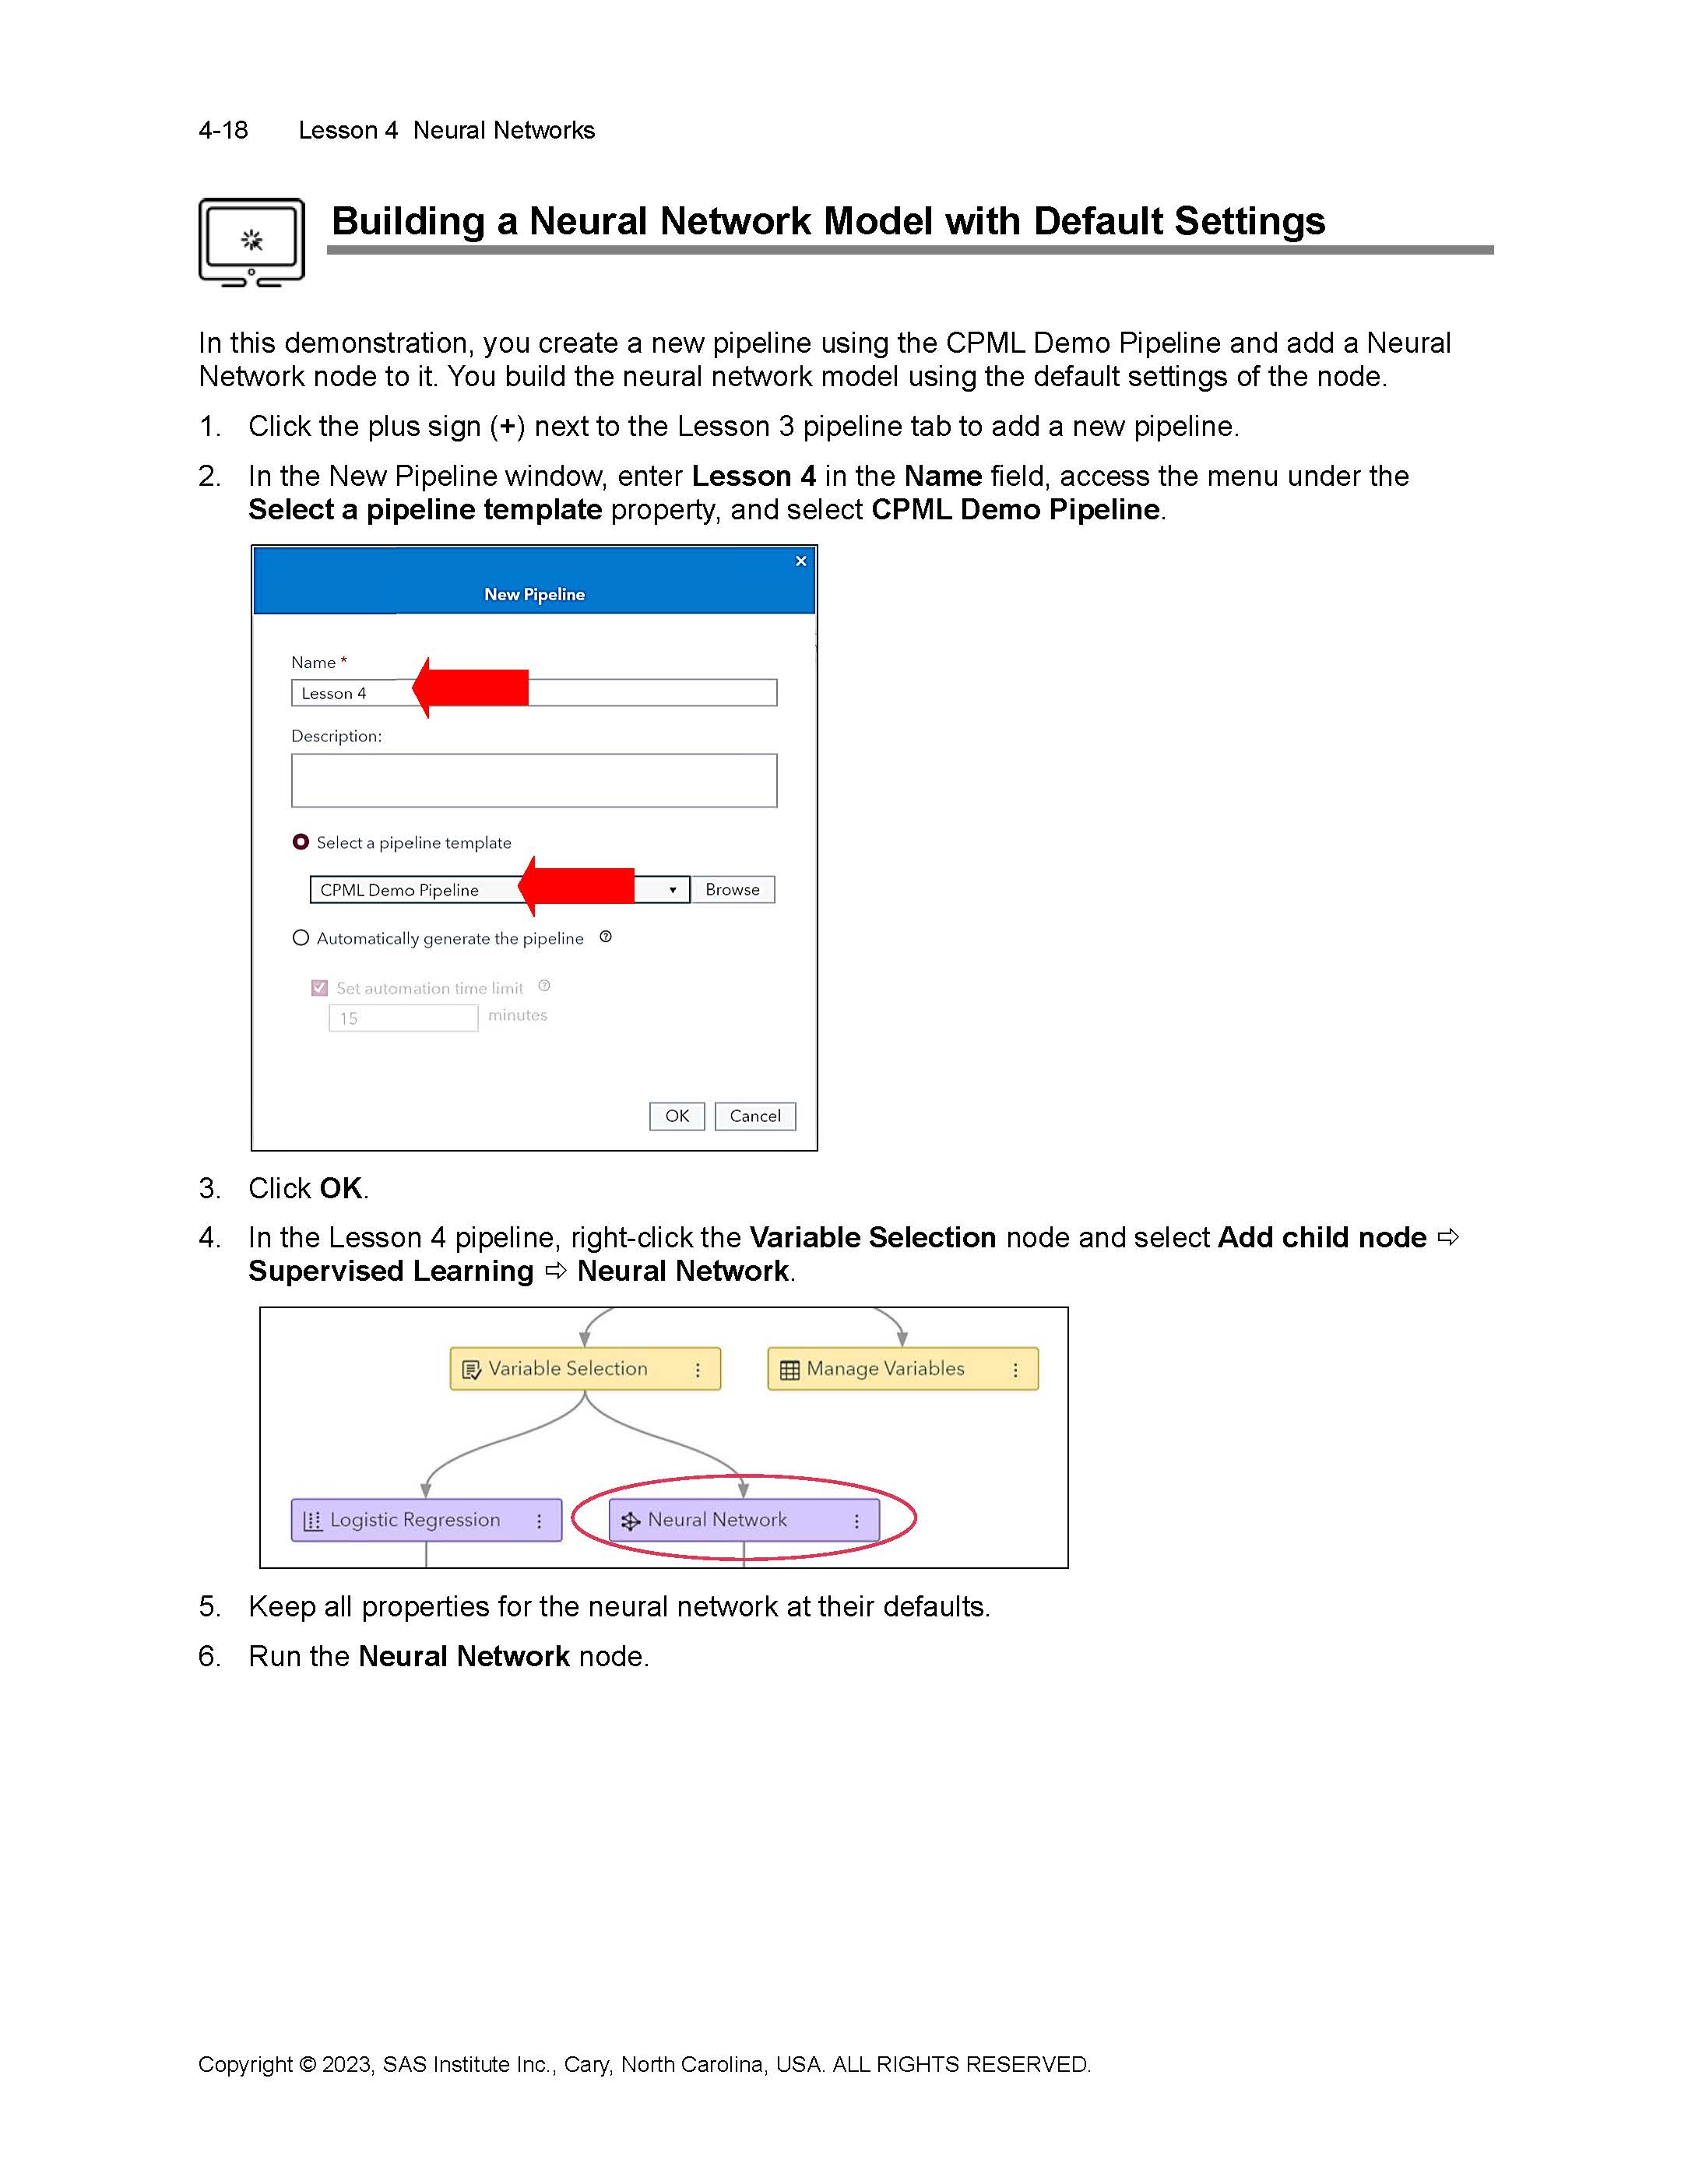 4-18 Lesson 4 Neural Networks
Building a Neural Network Model with Default Settings
In this demonstration, you create a new pipeline using the CPML Demo Pipeline and add a Neural
Network node to it. You build the neural network model using the default settings of the node.
1. Click the plus sign (+) next to the Lesson 3 pipeline tab to add a new pipeline.
2. In the New Pipeline window, enter Lesson 4 in the Name field, access the menu under the
Select a pipeline template property, and select CPML Demo Pipeline.
New Pipeline
Name *
Lesson 4
Description:
Select a pipeline template
CPML Demo Pipeline Browse
Automatically generate the pipeline
Set automation time limit
15 minutes
OK Cancel
3. Click OK.
4. In the Lesson 4 pipeline, right-click the Variable Selection node and select Add child node ⇨
Supervised Learning ⇨ Neural Network.
Variable Selection Manage Variables
Logistic Regression Neural Network
5. Keep all properties for the neural network at their defaults.
6. Run the Neural Network node.
Copyright © 2023, SAS Institute Inc., Cary, North Carolina, USA. ALL RIGHTS RESERVED.